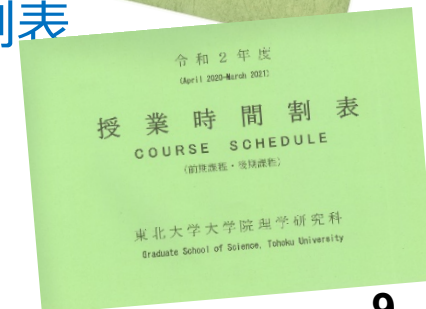 割表
令和2年度
(April 2020-March 2021)
授業時間割表
COURSE SCHEDULE
(前期課程・後期課程)
東北大学大学院理学研究科
Graduate School of Science, Tohoku University
9